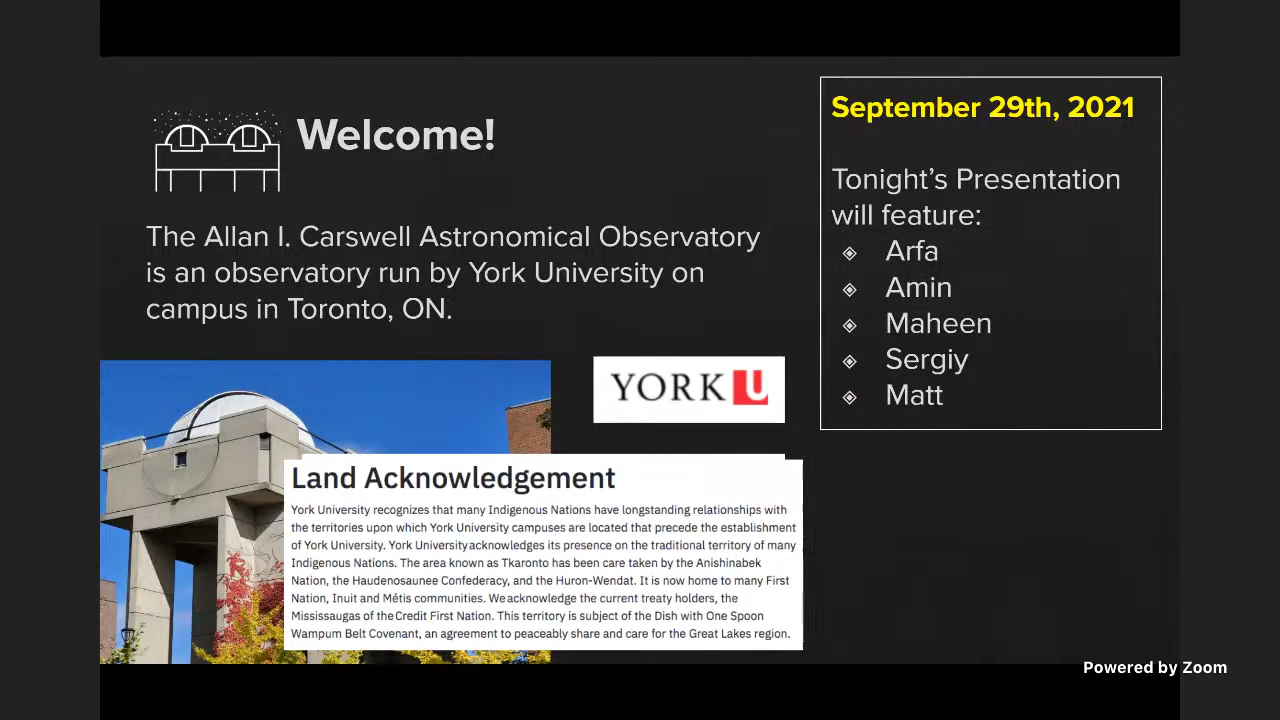 Welcome!
The Allan I. Carswell Astronomical Observatory
is an observatory run by York University on
campus in Toronto, ON.
September 29th, 2021
Tonight’s Presentation
will feature:
Arfa
Amin
Maheen
Sergiy
Matt
YORK U
Land Acknowledgement
York University recognizes that many Indigenous Nations have longstanding relationships with
the territories upon which York University campuses are located that precede the establishment
of York University. York University acknowledges its presence on the traditional territory of many
Indigenous Nations. The area known as Tkaronto has been care taken by the Anishinabek
Nation, the Haudenosaunee Confederacy, and the Huron-Wendat. It is now home to many First
Nation, Inuit and Métis communities. We acknowledge the current treaty holders, the
Mississaugas of the Credit First Nation. This territory is subject of the Dish with One Spoon
Wampum Belt Covenant, an agreement to peaceably share and care for the Great Lakes region.
Powered by Zoom